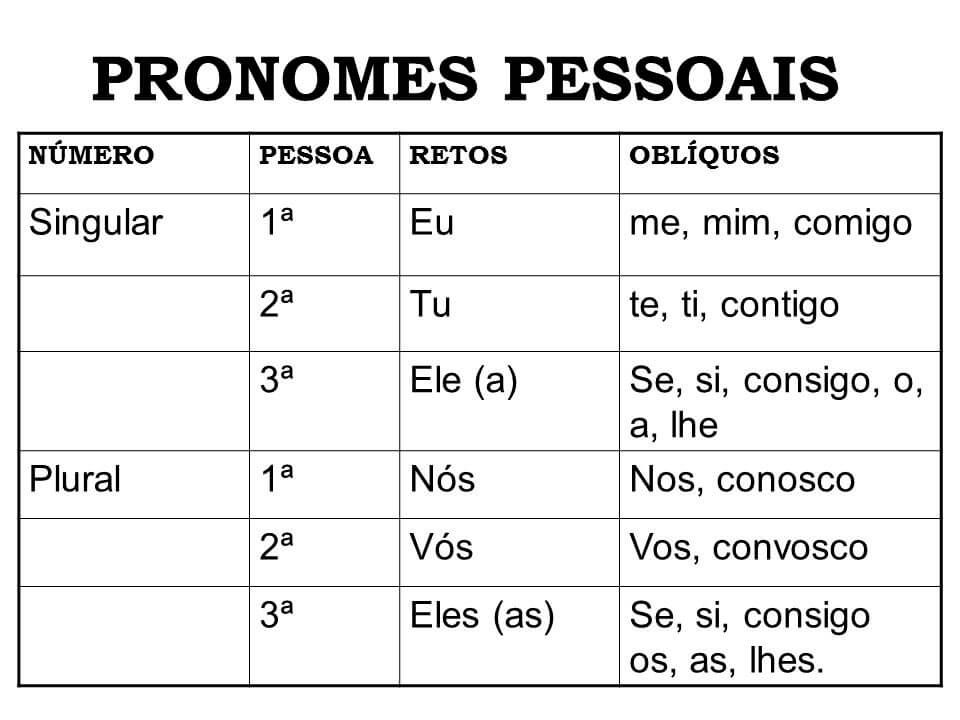 PRONOMES PESSOAIS
NÚMERO PESSOA RETOS OBLÍQUOS
Singular 1ª Eu me, mim, comigo
2ª Tu te, ti, contigo
3ª Ele (a) Se, si, consigo, o,
a, lhe
Plural 1ª Nós Nos, conosco
2ª Vós Vos, convosco
3ª Eles (as) Se, si, consigo
os, as, lhes.